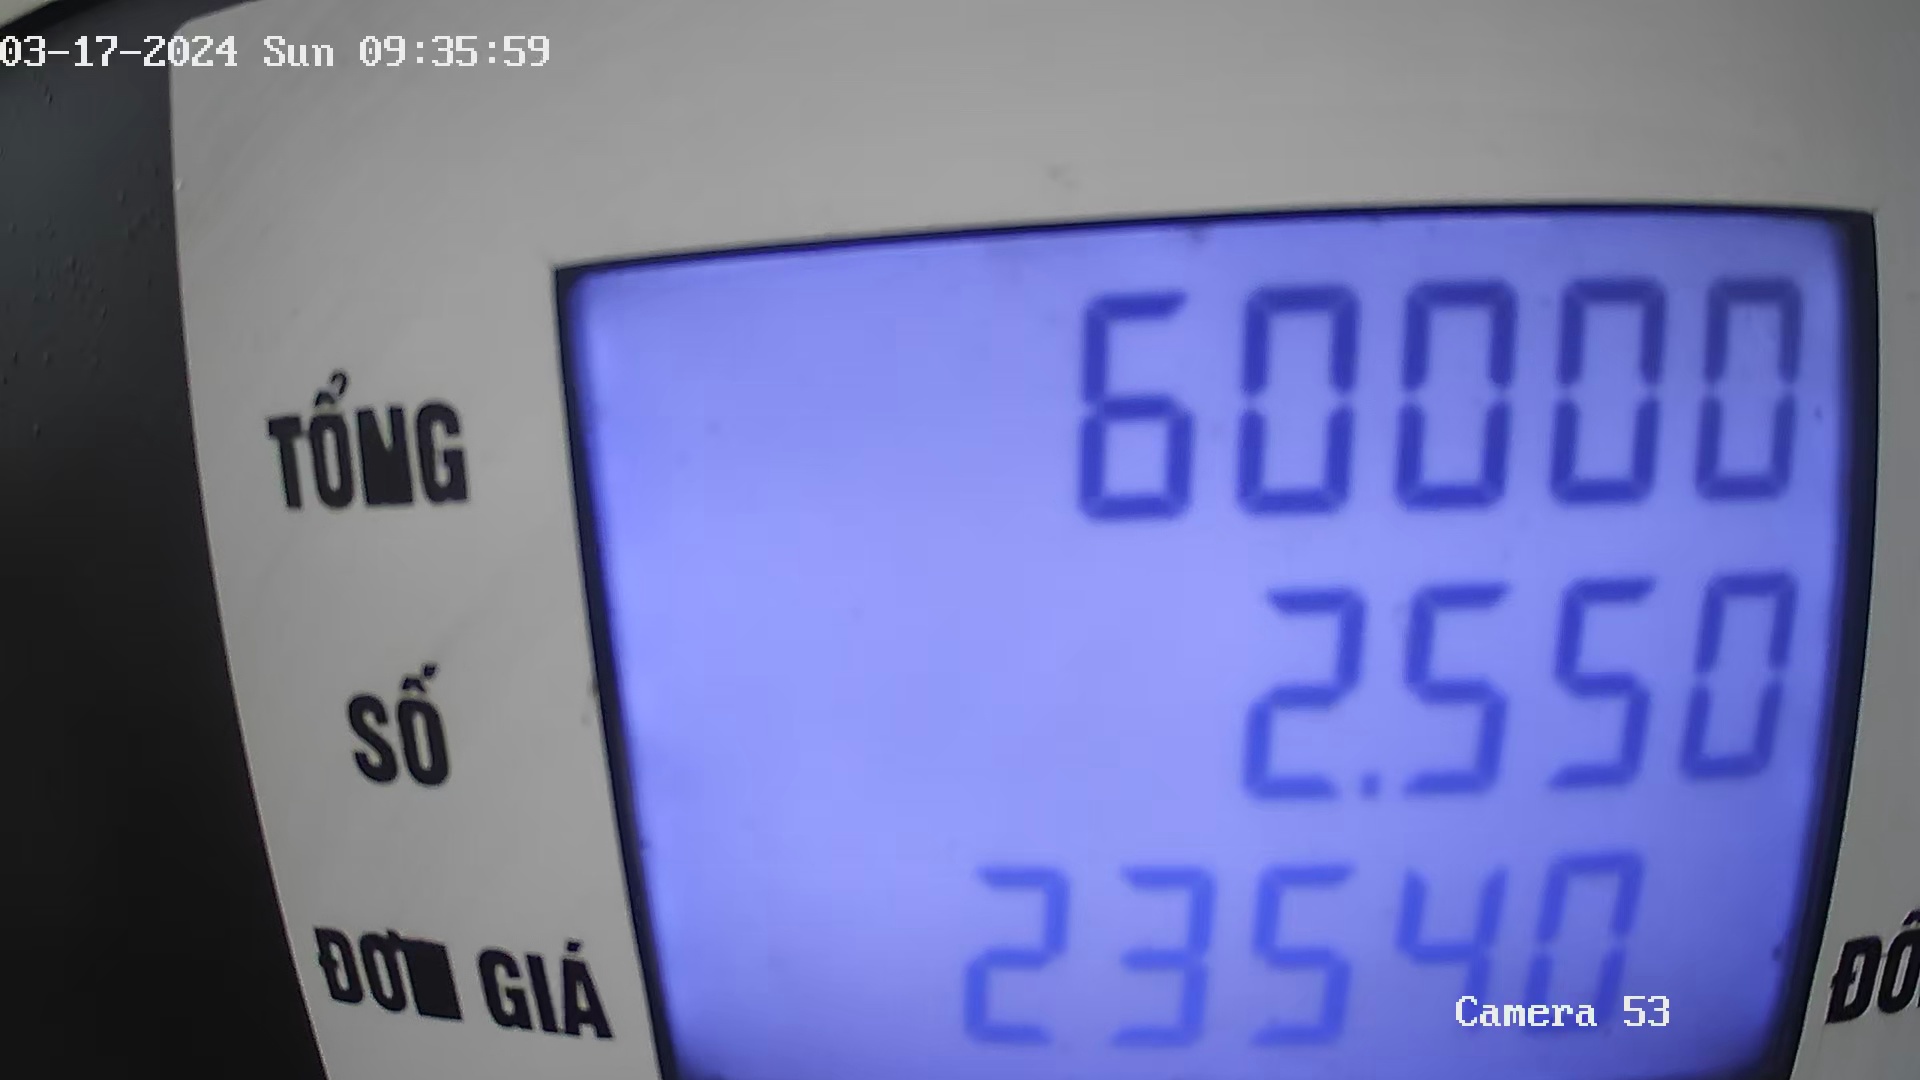 03-17-2024 Sun 09:35:59
TỔNG 60000
SỐ 2.550
ĐƠN GIÁ 23540
Camera 53